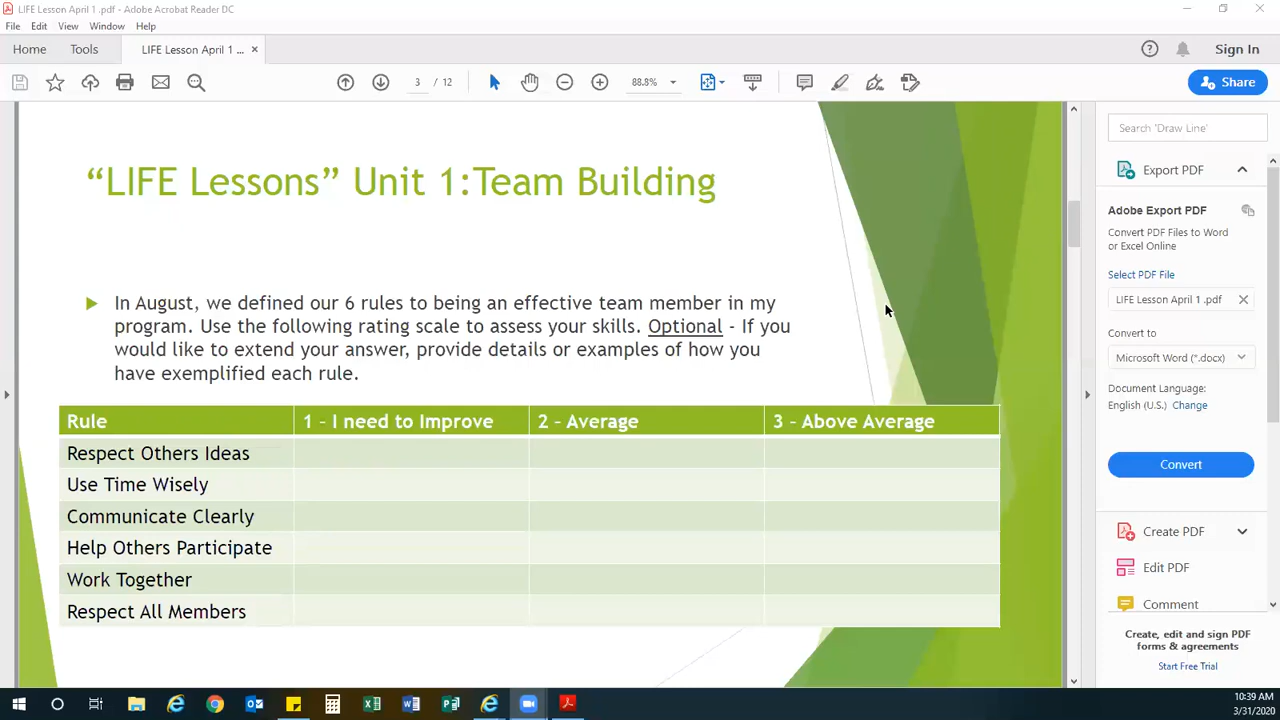 LIFE Lesson April 1 .pdf - Adobe Acrobat Reader DC
File Edit View Window Help
Home Tools LIFE Lesson April 1 ... × Sign In
3 / 12 88.8% Share
“LIFE Lessons” Unit 1:Team Building
In August, we defined our 6 rules to being an effective team member in my
program. Use the following rating scale to assess your skills. Optional - If you
would like to extend your answer, provide details or examples of how you
have exemplified each rule.
Rule 1 – I need to Improve 2 – Average 3 – Above Average
Respect Others Ideas
Use Time Wisely
Communicate Clearly
Help Others Participate
Work Together
Respect All Members
Search 'Draw Line'
Export PDF
Adobe Export PDF
Convert PDF Files to Word
or Excel Online
Select PDF File
LIFE Lesson April 1 .pdf
Convert to
Microsoft Word (*.docx)
Document Language:
English (U.S.) Change
Convert
Create PDF
Edit PDF
Comment
Create, edit and sign PDF
forms & agreements
Start Free Trial
10:39 AM
3/31/2020